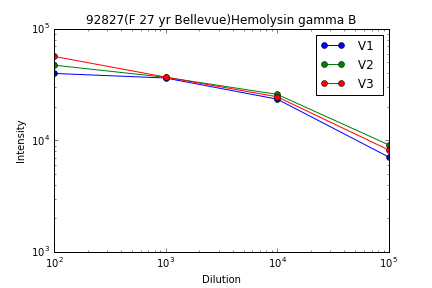 92827(F 27 yr Bellevue)Hemolysin gamma B
10^5
10^4
10^3
Intensity
V1
V2
V3
10^2
10^3
10^4
10^5
Dilution